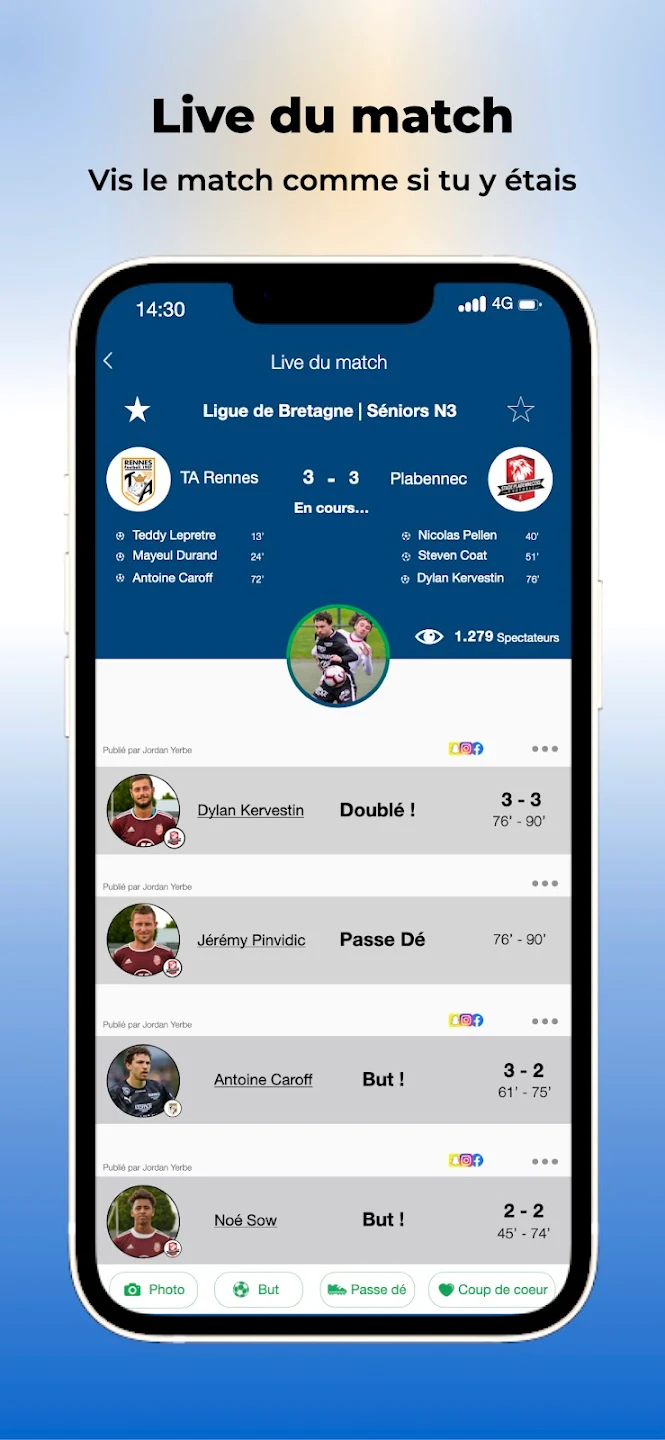 Live du match
Vis le match comme si tu y étais
14:30
4G
Live du match
Ligue de Bretagne | Séniors N3
RENNES
TA
TA Rennes
3 - 3
Plabennec
En cours...
Teddy Lepretre 13'
Mayeul Durand 24'
Antoine Caroff 72'
Nicolas Pellen 40'
Steven Coat 51'
Dylan Kervestin 76'
1.279 Spectateurs
Publié par Jordan Yerbe
Dylan Kervestin
Doublé !
3 - 3
76' - 90'
Publié par Jordan Yerbe
Jérémy Pinvidic
Passe Dé
76' - 90'
Publié par Jordan Yerbe
Antoine Caroff
But !
3 - 2
61' - 75'
Publié par Jordan Yerbe
Noé Sow
But !
2 - 2
45' - 74'
Photo
But
Passe dé
Coup de coeur